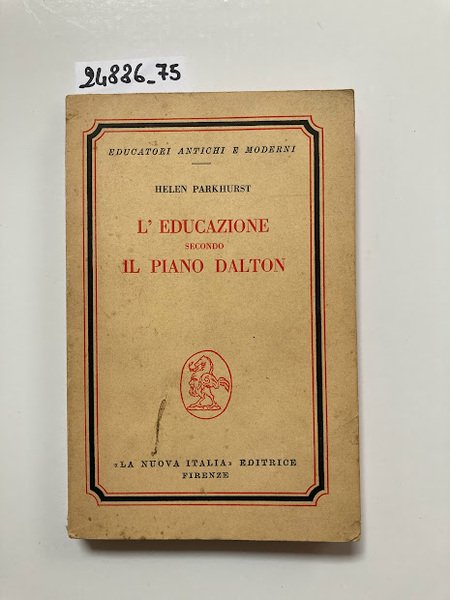 24886_75
EDUCATORI ANTICHI E MODERNI
HELEN PARKHURST
L' EDUCAZIONE
SECONDO
IL PIANO DALTON
«LA NUOVA ITALIA» EDITRICE
FIRENZE